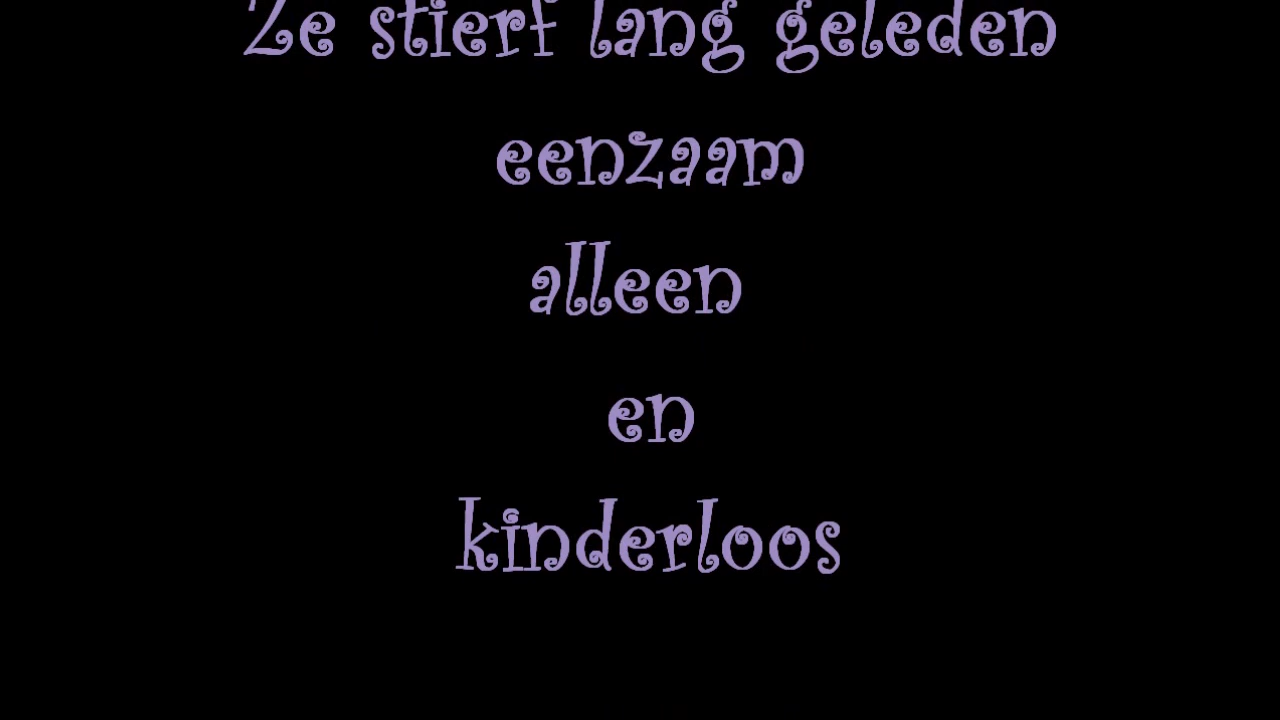 Ze stierf lang geleden
eenzaam
alleen
en
kinderloos